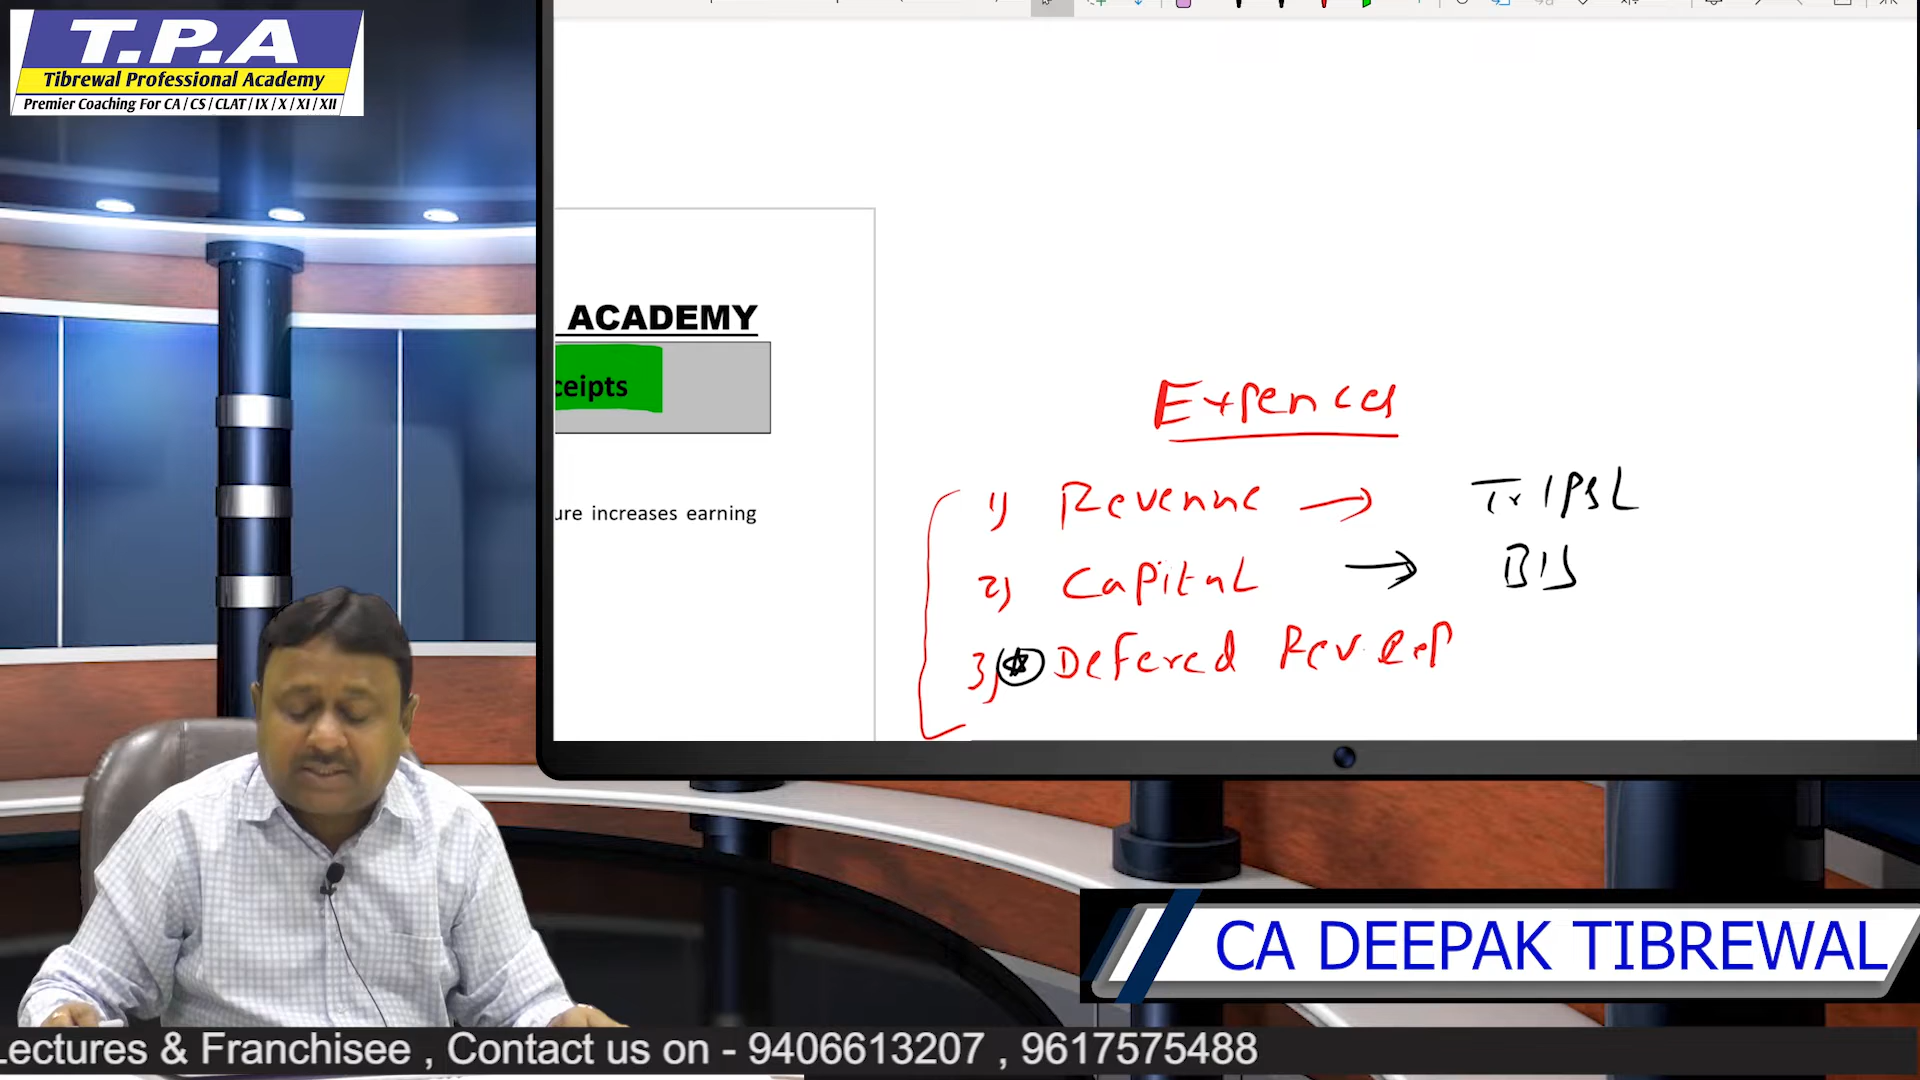 T.P.A
Tibrewal Professional Academy
Premier Coaching For CA / CS / CLAT / IX / X / XI / XII
ACADEMY
ceipts
ure increases earning
Expences
1) Revenue → Tr/P&L
2) Capital → B/S
3) Defered Rev. Exp
CA DEEPAK TIBREWAL
Lectures & Franchisee , Contact us on - 9406613207 , 9617575488